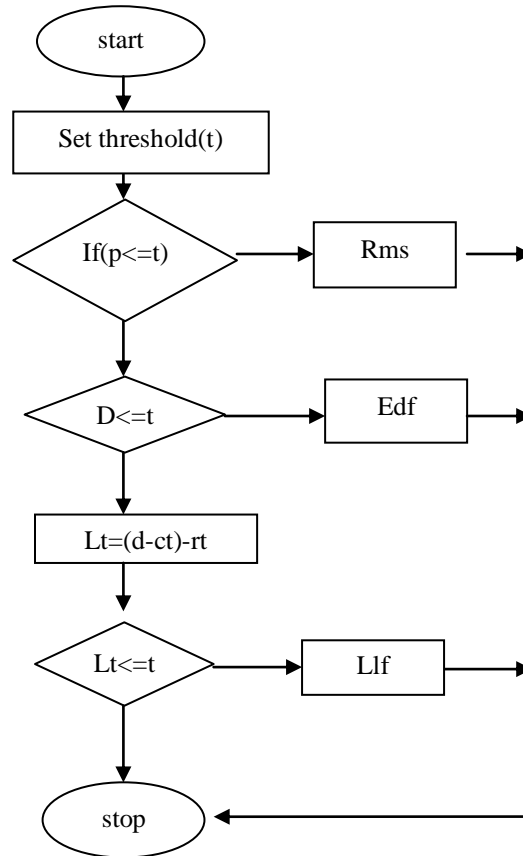 start
Set threshold(t)
If(p<=t)
Rms
D<=t
Edf
Lt=(d-ct)-rt
Lt<=t
Llf
stop